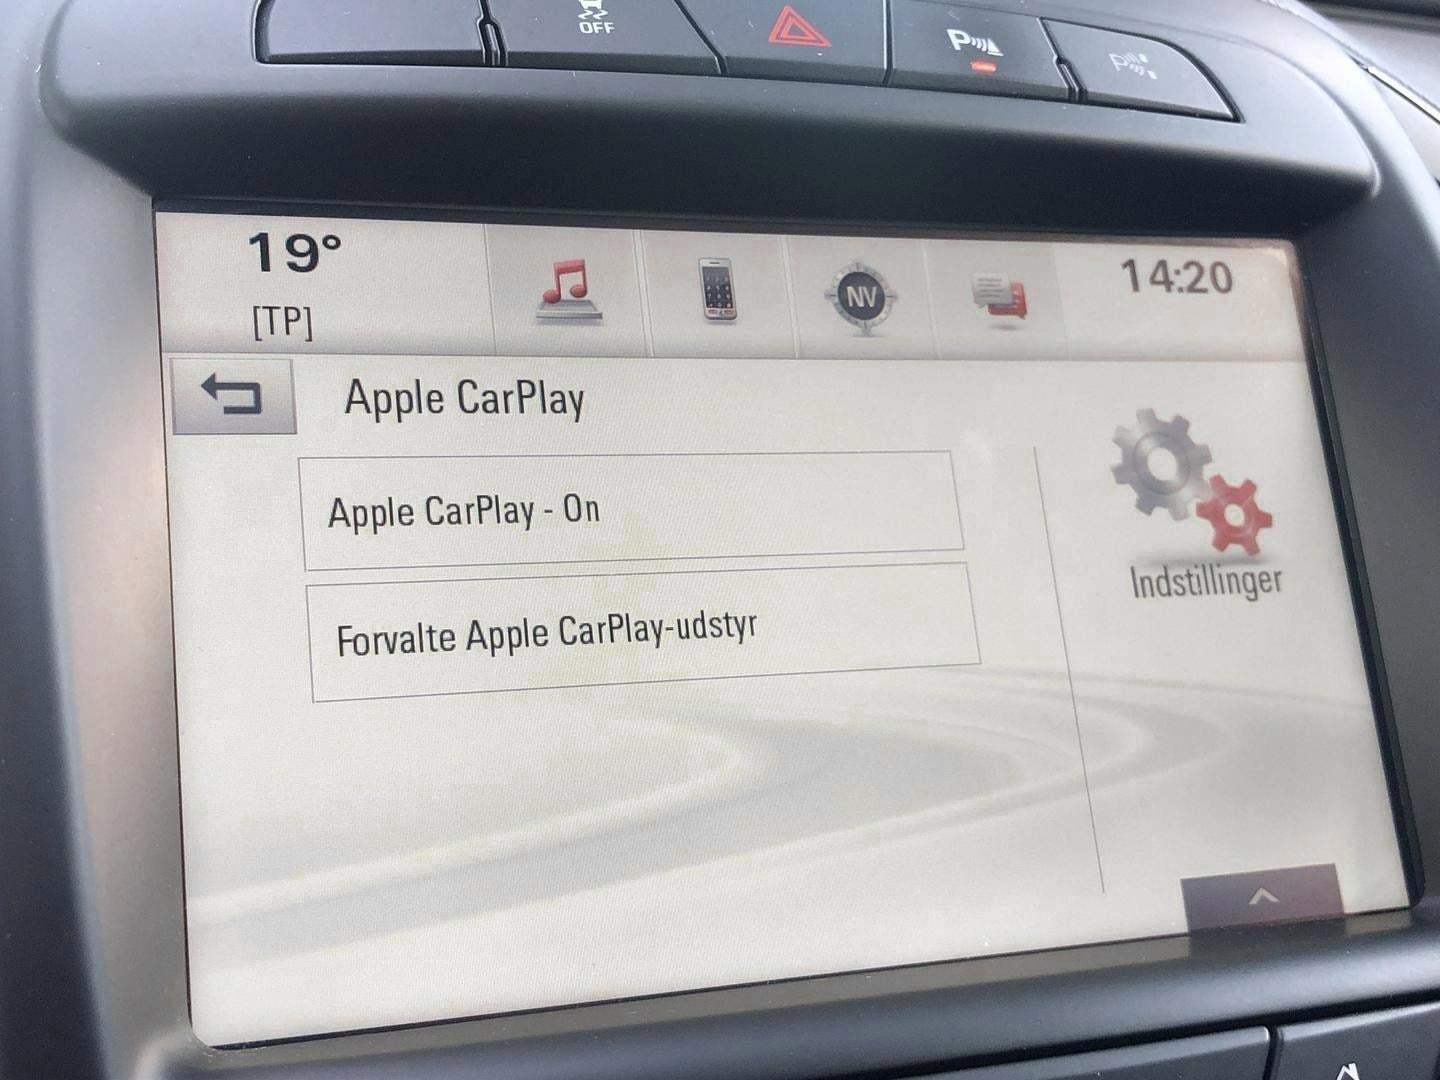 OFF
P
P
19°
NV
14:20
[TP]
Apple CarPlay
Apple CarPlay - On
Forvalte Apple CarPlay-udstyr
Indstillinger